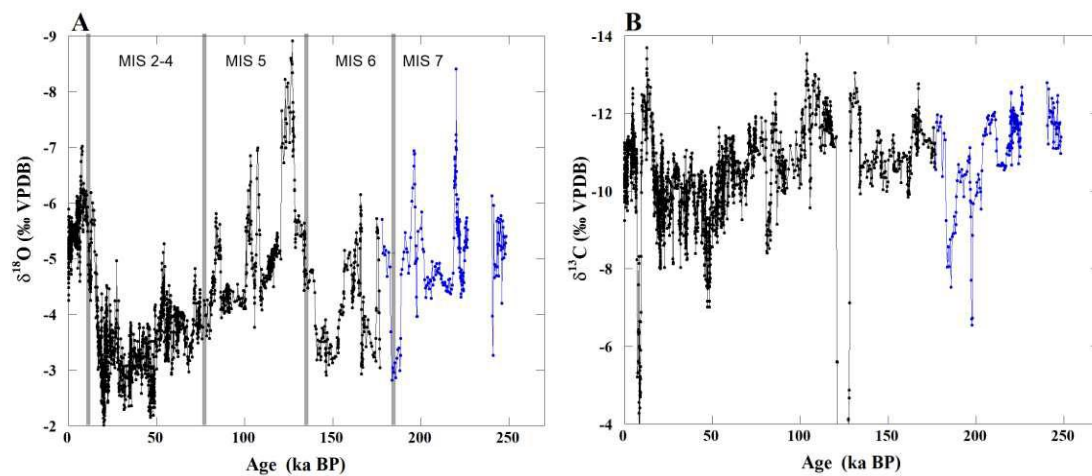 A
MIS 2-4
MIS 5
MIS 6
MIS 7
-9
-8
-7
-6
-5
-4
-3
-2
δ18O (‰ VPDB)
0
50
100
150
200
250
Age (ka BP)
B
-14
-12
-10
-8
-6
-4
δ13C (‰ VPDB)
0
50
100
150
200
250
Age (ka BP)